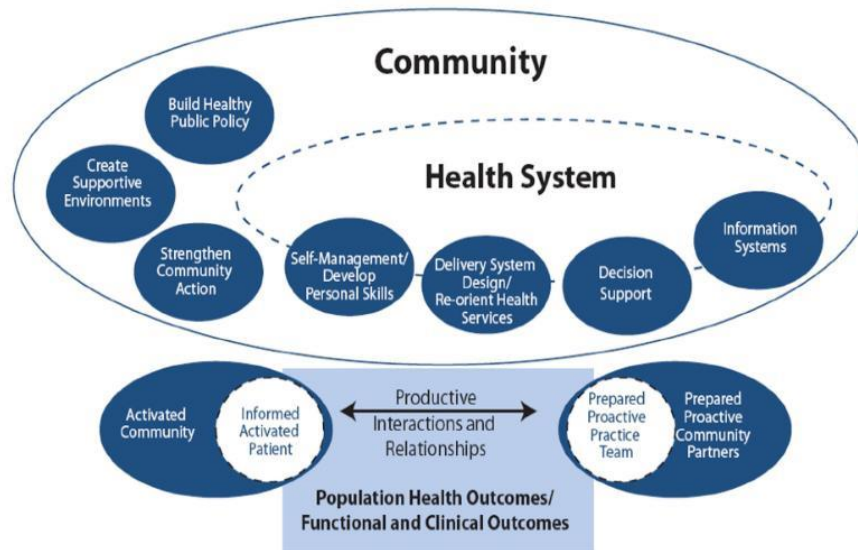 Community
Build Healthy
Public Policy
Create
Supportive
Environments
Strengthen
Community
Action
Health System
Self-Management/
Develop
Personal Skills
Delivery System
Design/
Re-orient Health
Services
Decision
Support
Information
Systems
Activated
Community
Informed
Activated
Patient
Productive
Interactions and
Relationships
Prepared
Proactive
Practice
Team
Prepared
Proactive
Community
Partners
Population Health Outcomes/
Functional and Clinical Outcomes